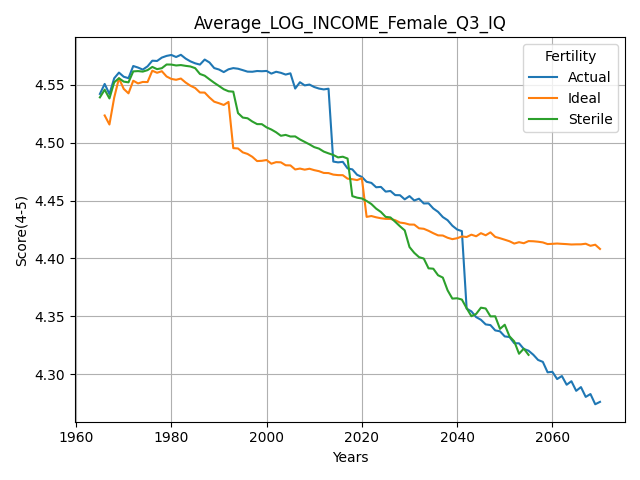 Average_LOG_INCOME_Female_Q3_IQ
Fertility
Actual
Ideal
Sterile
Score(4-5)
4.55
4.50
4.45
4.40
4.35
4.30
1960
1980
2000
2020
2040
2060
Years